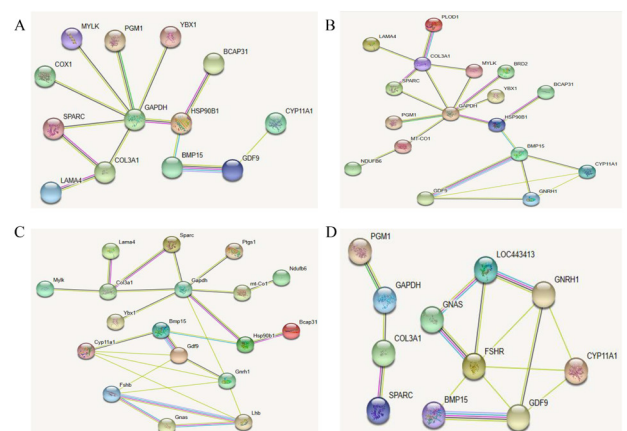 A
MYLK
PGM1
YBX1
BCAP31
COX1
GAPDH
HSP90B1
CYP11A1
SPARC
COL3A1
BMP15
GDF9
LAMA4
B
PLOD1
LAMA4
COL3A1
MYLK
BRD2
SPARC
YBX1
BCAP31
GAPDH
PGM1
HSP90B1
MT-CO1
BMP15
NDUFB6
CYP11A1
GDF9
GNRH1
C
Lama4
Sparc
Ptgs1
Ndufb6
Mylk
Col3a1
Gapdh
mt-Co1
Ybx1
Bmp15
Hsp90b1
Bcap31
Cyp11a1
Gnrh1
Fshb
Lhb
Gnas
D
PGM1
LOC443413
GAPDH
GNRH1
GNAS
COL3A1
FSHR
CYP11A1
SPARC
BMP15
GDF9